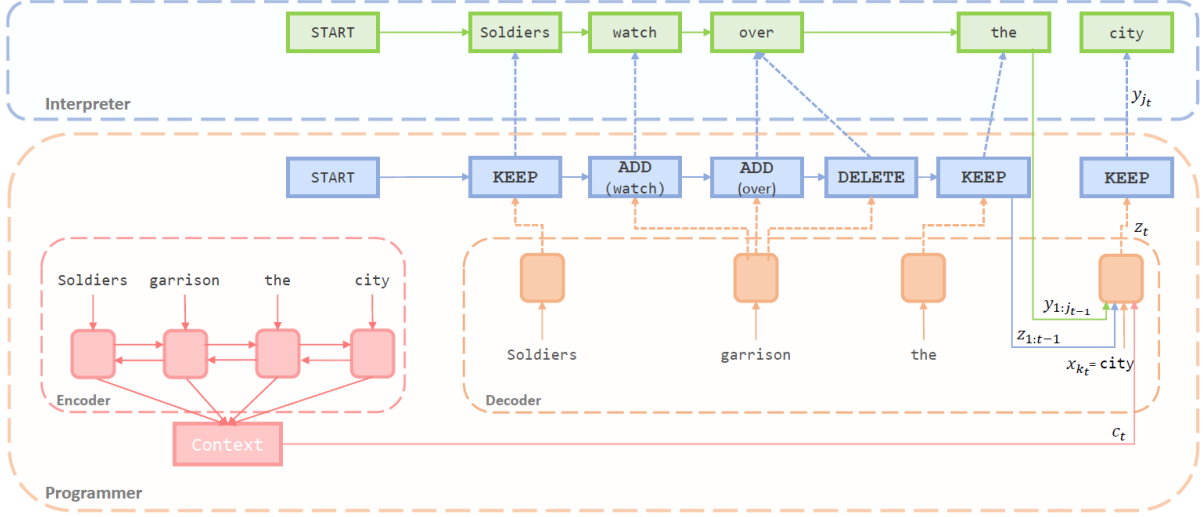 START
Soldiers
watch
over
the
city
Interpreter
y_{j_t}
START
KEEP
ADD
(watch)
ADD
(over)
DELETE
KEEP
KEEP
z_t
Soldiers
garrison
the
city
Encoder
Context
Soldiers
garrison
the
y_{1:j_{t-1}}
z_{1:t-1}
x_{k_t}=city
Decoder
c_t
Programmer